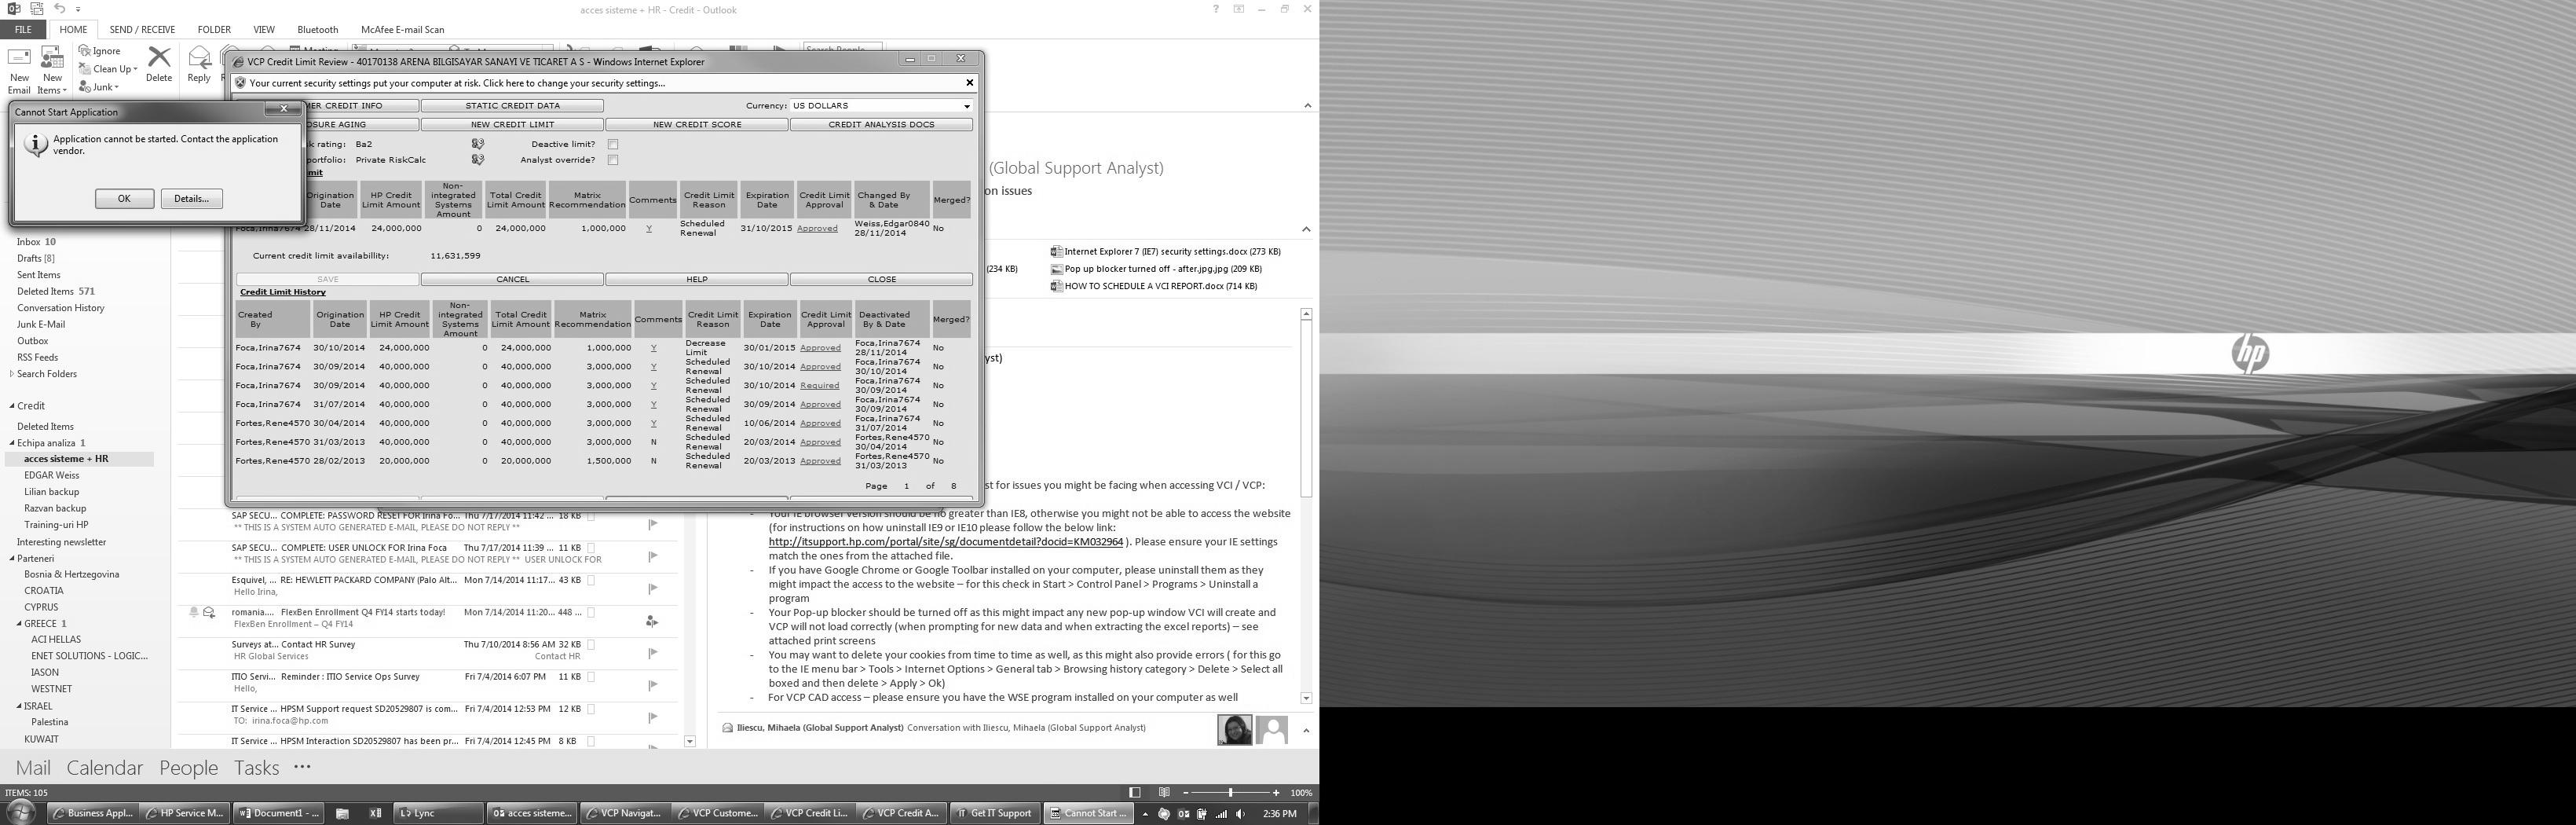 acces sisteme + HR - Credit - Outlook
FILE HOME SEND / RECEIVE FOLDER VIEW Bluetooth McAfee E-mail Scan
New Email
New Items
Ignore
Clean Up
Junk
Delete
Reply
VCP Credit Limit Review - 40170138 ARENA BILGISAYAR SANAYI VE TICARET A S - Windows Internet Explorer
Your current security settings put your computer at risk. Click here to change your security settings...
STATIC CREDIT DATA
CREDIT INFO
Currency: US DOLLARS
AGING NEW CREDIT LIMIT NEW CREDIT SCORE CREDIT ANALYSIS DOCS
rating: Ba2 Deactive limit?
Private RiskCalc Analyst override?
Cannot Start Application
Application cannot be started. Contact the application
vendor.
OK Details...
Origination Date HP Credit Limit Amount Non-integrated Systems Amount Total Credit Limit Amount Matrix Recommendation Comments Credit Limit Reason Expiration Date Credit Limit Approval Changed By & Date Merged?
Foca,Irina7674 28/11/2014 24,000,000 0 24,000,000 1,000,000 Y Scheduled Renewal 31/10/2015 Approved Weiss,Edgar0840 28/11/2014 No
Current credit limit availablility: 11,631,599
SAVE CANCEL HELP CLOSE
Credit Limit History
Created By Origination Date HP Credit Limit Amount Non-integrated Systems Amount Total Credit Limit Amount Matrix Recommendation Comments Credit Limit Reason Expiration Date Credit Limit Approval Deactivated By & Date Merged?
Foca,Irina7674 30/10/2014 24,000,000 0 24,000,000 1,000,000 Y Decrease Limit 30/01/2015 Approved Foca,Irina7674 28/11/2014 No
Foca,Irina7674 30/09/2014 40,000,000 0 40,000,000 3,000,000 Y Scheduled Renewal 30/10/2014 Approved Foca,Irina7674 30/10/2014 No
Foca,Irina7674 30/09/2014 40,000,000 0 40,000,000 3,000,000 Y Scheduled Renewal 30/10/2014 Required Foca,Irina7674 30/09/2014 No
Foca,Irina7674 31/07/2014 40,000,000 0 40,000,000 3,000,000 Y Scheduled Renewal 30/09/2014 Approved Foca,Irina7674 30/09/2014 No
Fortes,Rene4570 30/04/2014 40,000,000 0 40,000,000 3,000,000 Y Scheduled Renewal 10/06/2014 Approved Foca,Irina7674 31/07/2014 No
Fortes,Rene4570 31/03/2013 40,000,000 0 40,000,000 3,000,000 N Scheduled Renewal 20/03/2014 Approved Fortes,Rene4570 30/04/2014 No
Fortes,Rene4570 28/02/2013 20,000,000 0 20,000,000 1,500,000 N Scheduled Renewal 20/03/2013 Approved Fortes,Rene4570 31/03/2013 No
Page 1 of 8
Inbox 10
Drafts [8]
Sent Items
Deleted Items 571
Conversation History
Junk E-Mail
Outbox
RSS Feeds
Search Folders
Credit
Deleted Items
Echipa analiza 1
acces sisteme + HR
EDGAR Weiss
Lilian backup
Razvan backup
Training-uri HP
Interesting newsletter
Parteneri
Bosnia & Hertzegovina
CROATIA
CYPRUS
GREECE 1
ACI HELLAS
ENET SOLUTIONS - LOGIC...
IASON
WESTNET
ISRAEL
Palestina
KUWAIT
SAP SECU... COMPLETE: PASSWORD RESET FOR Irina Fo... Thu 7/17/2014 11:42 ... 18 KB
** THIS IS A SYSTEM AUTO GENERATED E-MAIL, PLEASE DO NOT REPLY **
SAP SECU... COMPLETE: USER UNLOCK FOR Irina Foca Thu 7/17/2014 11:39 ... 11 KB
** THIS IS A SYSTEM AUTO GENERATED E-MAIL, PLEASE DO NOT REPLY ** USER UNLOCK FOR
Esquivel, ... RE: HEWLETT PACKARD COMPANY (Palo Alt... Mon 7/14/2014 11:17... 43 KB
Hello Irina,
romania.... FlexBen Enrollment Q4 FY14 starts today! Mon 7/14/2014 11:20... 448 ...
FlexBen Enrollment – Q4 FY14
Surveys at... Contact HR Survey Thu 7/10/2014 8:56 AM 32 KB
HR Global Services Contact HR
ITIO Servi... Reminder : ITIO Service Ops Survey Fri 7/4/2014 6:07 PM 11 KB
Hello,
IT Service ... HPSM Support request SD20529807 is com... Fri 7/4/2014 12:53 PM 12 KB
TO: irina.foca@hp.com
IT Service ... HPSM Interaction SD20529807 has been pr... Fri 7/4/2014 12:45 PM 8 KB
(Global Support Analyst)
on issues
Internet Explorer 7 (IE7) security settings.docx (273 KB)
(234 KB) Pop up blocker turned off - after.jpg.jpg (209 KB)
HOW TO SCHEDULE A VCI REPORT.docx (714 KB)
for issues you might be facing when accessing VCI / VCP:
- Your IE browser version should be no greater than IE8, otherwise you might not be able to access the website
(for instructions on how uninstall IE9 or IE10 please follow the below link:
http://itsupport.hp.com/portal/site/sg/documentdetail?docid=KM032964 ). Please ensure your IE settings
match the ones from the attached file.
- If you have Google Chrome or Google Toolbar installed on your computer, please uninstall them as they
might impact the access to the website – for this check in Start > Control Panel > Programs > Uninstall a
program
- Your Pop-up blocker should be turned off as this might impact any new pop-up window VCI will create and
VCP will not load correctly (when prompting for new data and when extracting the excel reports) – see
attached print screens
- You may want to delete your cookies from time to time as well, as this might also provide errors ( for this go
to the IE menu bar > Tools > Internet Options > General tab > Browsing history category > Delete > Select all
boxed and then delete > Apply > Ok)
- For VCP CAD access – please ensure you have the WSE program installed on your computer as well
Iliescu, Mihaela (Global Support Analyst) Conversation with Iliescu, Mihaela (Global Support Analyst)
Mail Calendar People Tasks ...
ITEMS: 105
100%
Business Appl... HP Service M... Document1 - ... Lync acces sisteme... VCP Navigat... VCP Custome... VCP Credit Li... VCP Credit A... Get IT Support Cannot Start ... 2:36 PM
hp